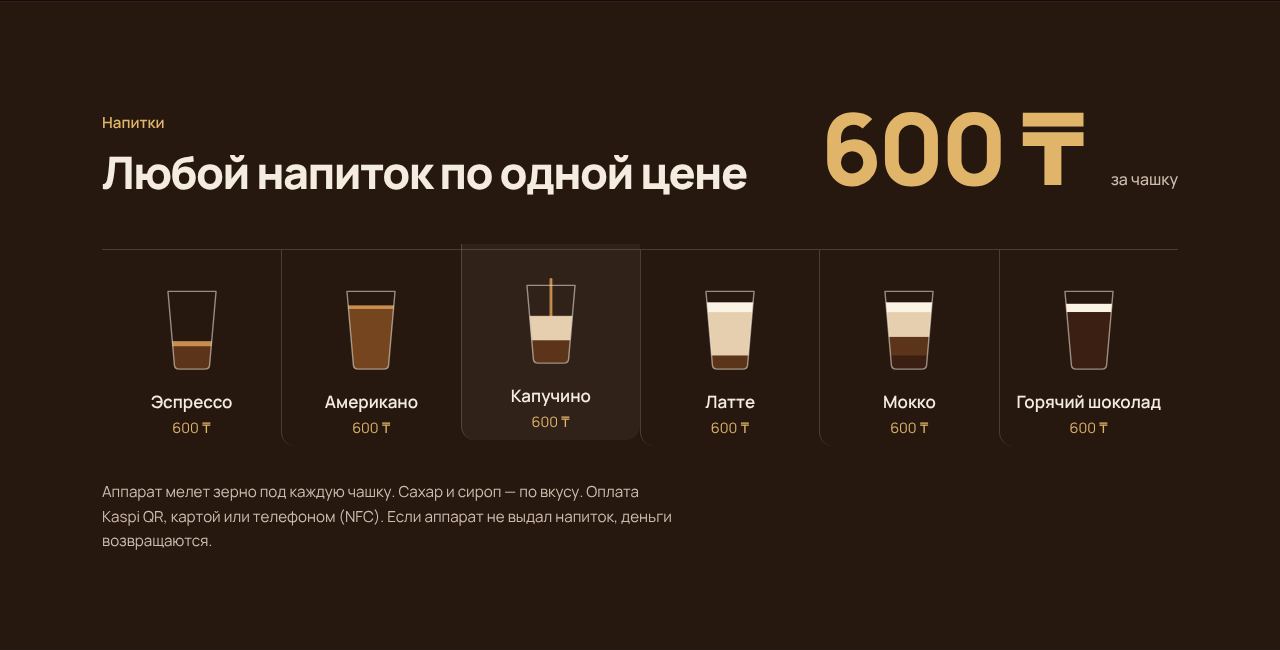 Напитки
Любой напиток по одной цене
600 ₸
за чашку
Эспрессо
600 ₸
Американо
600 ₸
Капучино
600 ₸
Латте
600 ₸
Мокко
600 ₸
Горячий шоколад
600 ₸
Аппарат мелет зерно под каждую чашку. Сахар и сироп — по вкусу. Оплата
Kaspi QR, картой или телефоном (NFC). Если аппарат не выдал напиток, деньги
возвращаются.